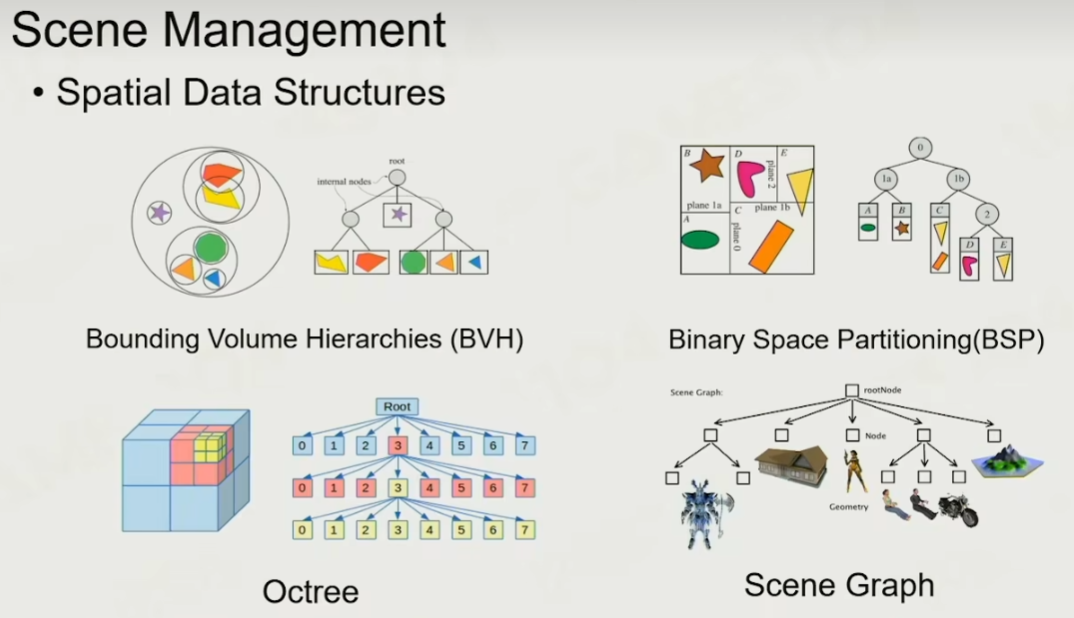 Scene Management
• Spatial Data Structures
root
internal nodes
Bounding Volume Hierarchies (BVH)
B
D
E
plane 2
plane 1a
C
plane 1b
A
plane 0
0
1a
1b
A
B
C
2
D
E
Binary Space Partitioning(BSP)
Root
0 1 2 3 4 5 6 7
0 1 2 3 4 5 6 7
0 1 2 3 4 5 6 7
Octree
Scene Graph:
rootNode
Node
Geometry
Scene Graph